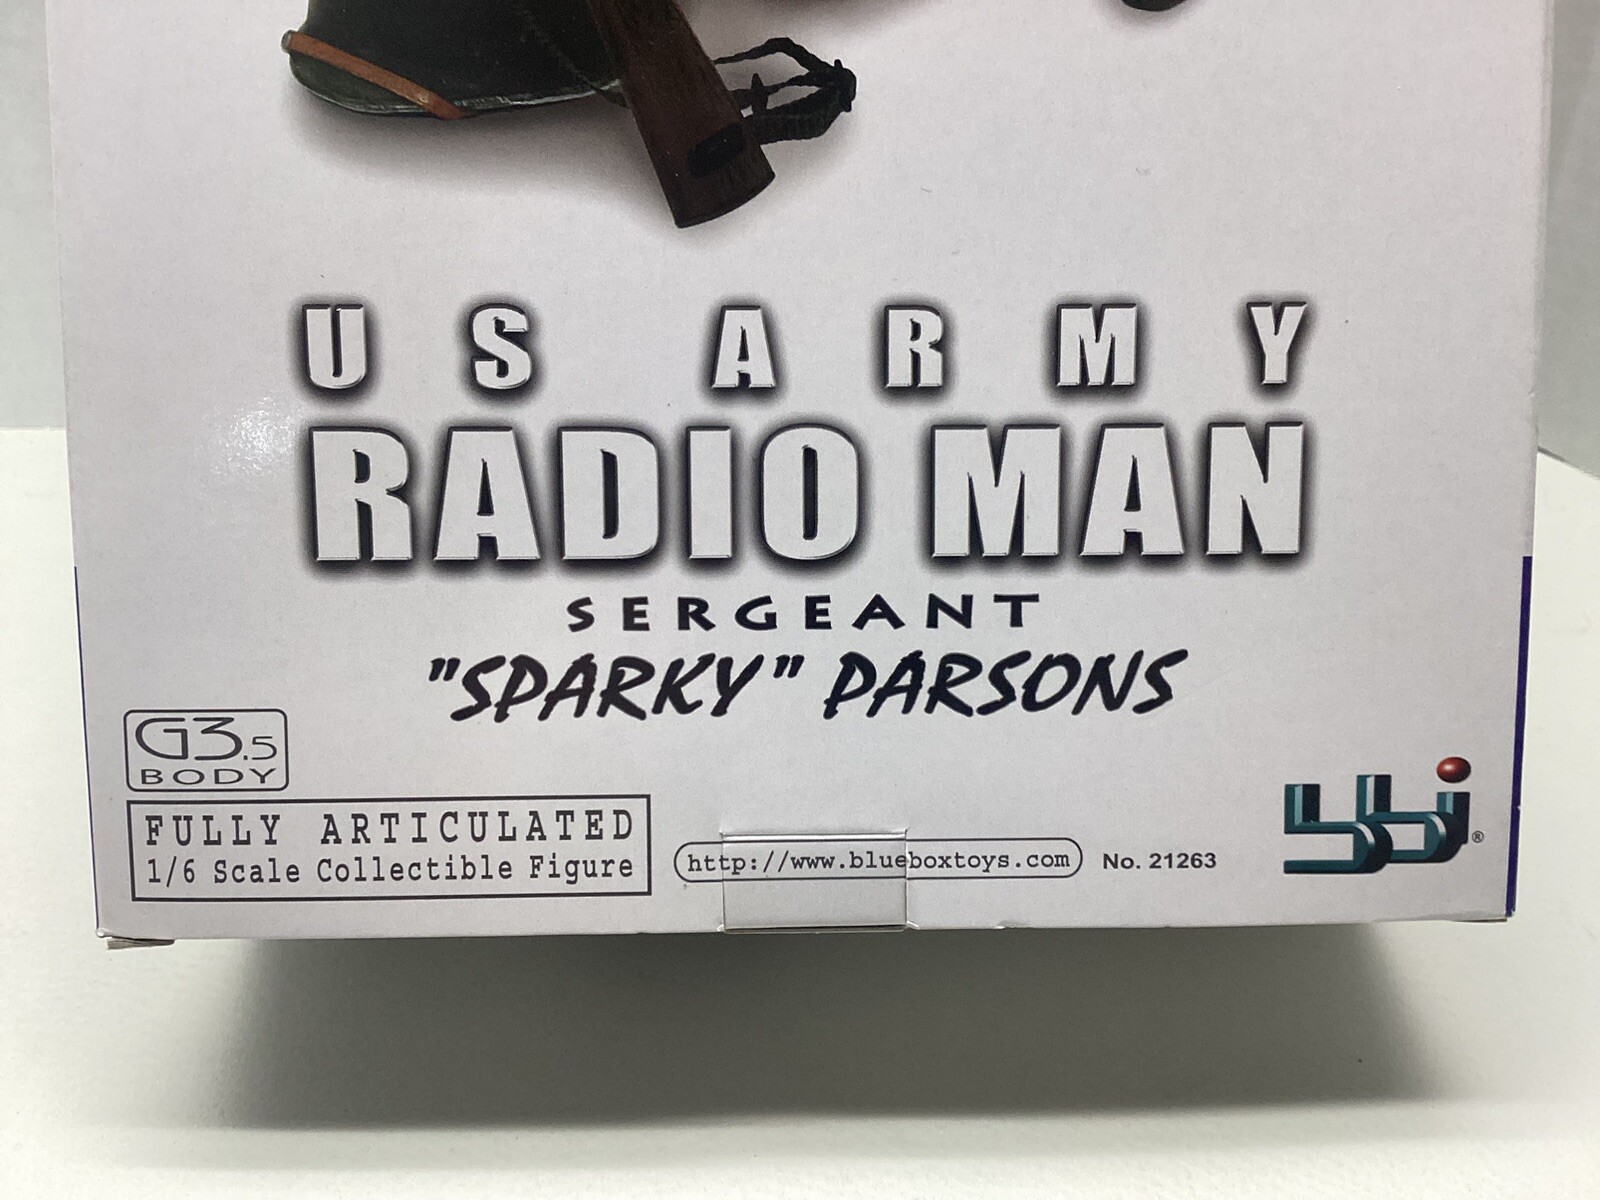 US ARMY
RADIO MAN
SERGEANT
"SPARKY" PARSONS
G3.5
BODY
FULLY ARTICULATED
1/6 Scale Collectible Figure
http://www.blueboxtoys.com
No. 21263
bbi®